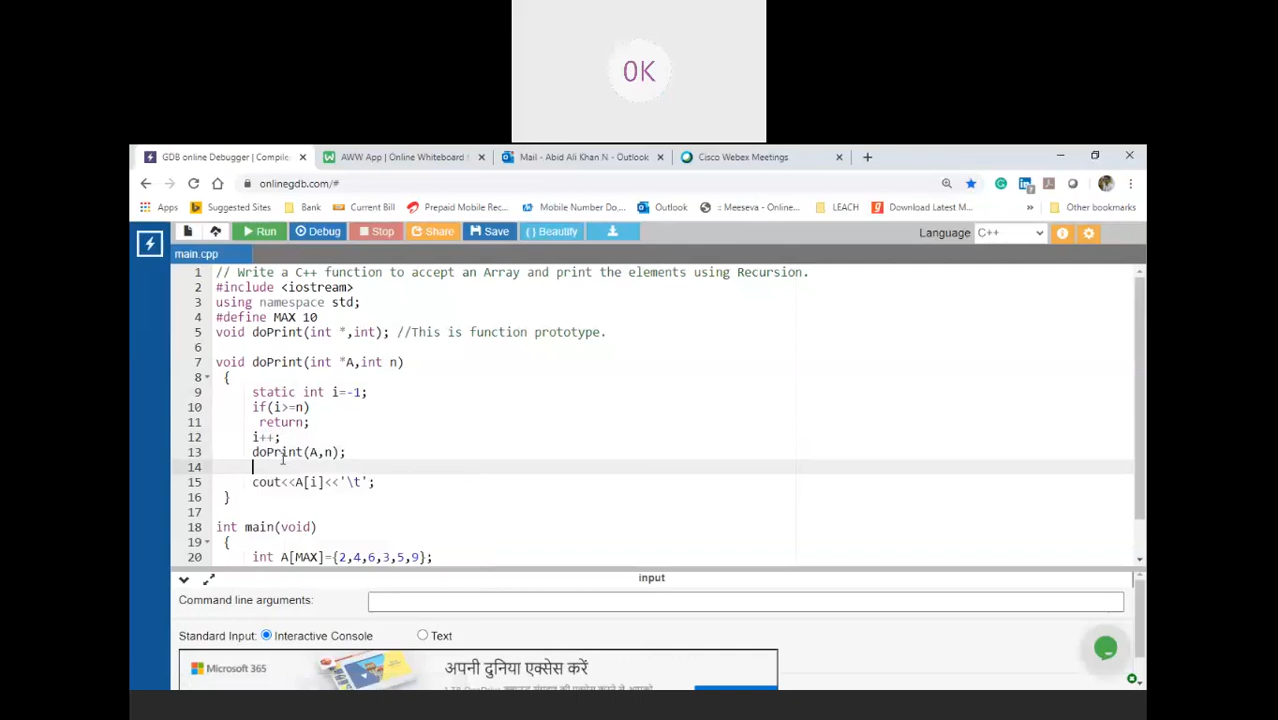 OK
GDB online Debugger | Compile
AWW App | Online Whiteboard
Mail - Abid Ali Khan N - Outlook
Cisco Webex Meetings
onlinegdb.com/#
Apps
Suggested Sites
Bank
Current Bill
Prepaid Mobile Rec...
Mobile Number Do,...
Outlook
:: Meeseva - Online...
LEACH
Download Latest M...
Other bookmarks
Run
Debug
Stop
Share
Save
{ } Beautify
Language C++
main.cpp
1 // Write a C++ function to accept an Array and print the elements using Recursion.
2 #include <iostream>
3 using namespace std;
4 #define MAX 10
5 void doPrint(int *,int); //This is function prototype.
6
7 void doPrint(int *A,int n)
8 {
9 static int i=-1;
10 if(i>=n)
11 return;
12 i++;
13 doPrint(A,n);
14
15 cout<<A[i]<<'\t';
16 }
17
18 int main(void)
19 {
20 int A[MAX]={2,4,6,3,5,9};
input
Command line arguments:
Standard Input: Interactive Console Text
Microsoft 365
अपनी दुनिया एक्सेस करें